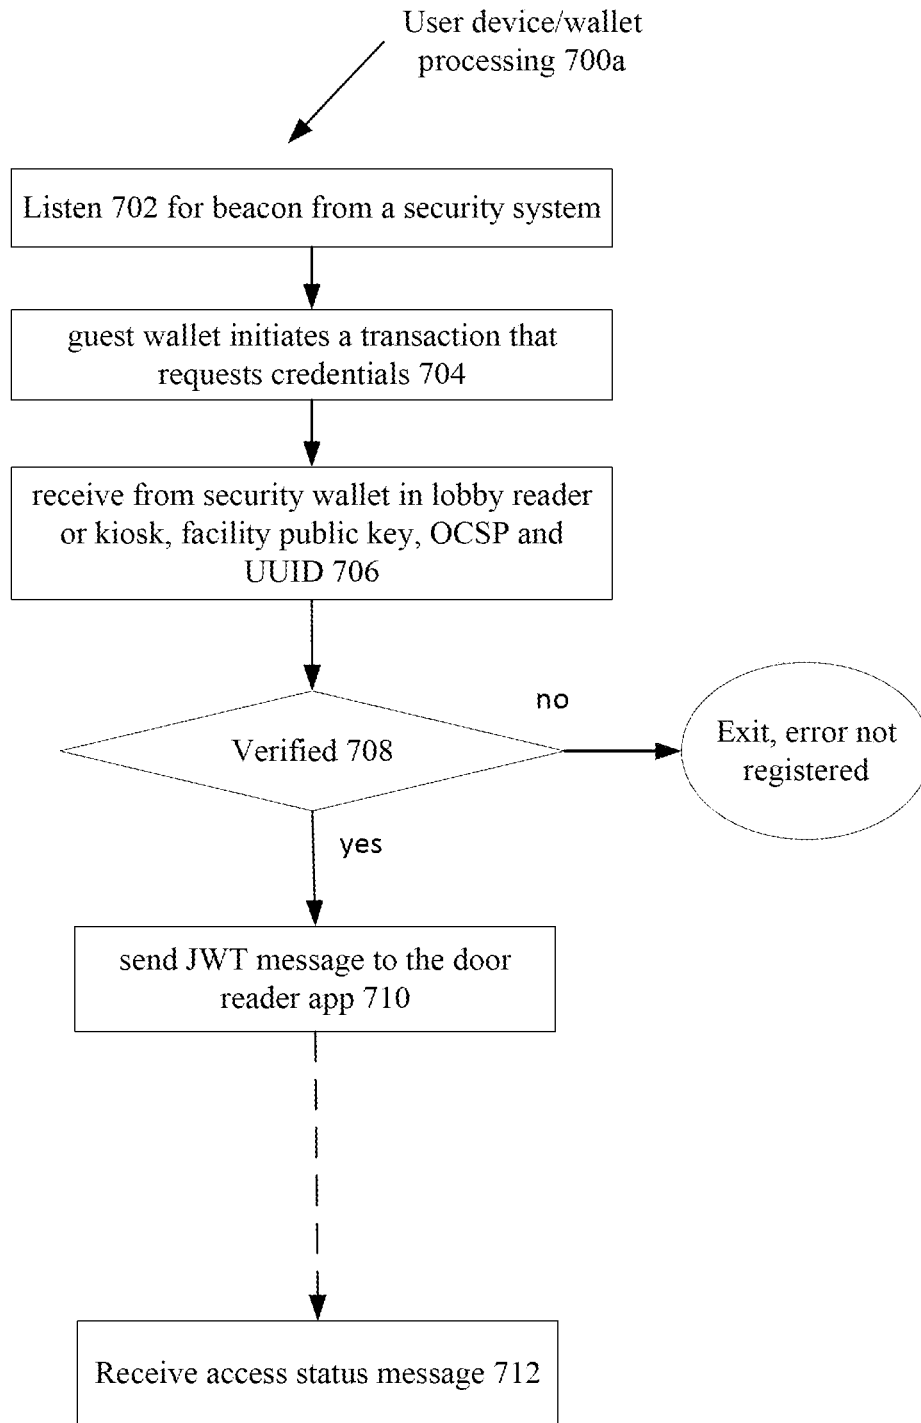 User device/wallet
processing 700a
Listen 702 for beacon from a security system
guest wallet initiates a transaction that
requests credentials 704
receive from security wallet in lobby reader
or kiosk, facility public key, OCSP and
UUID 706
Verified 708
no
Exit, error not
registered
yes
send JWT message to the door
reader app 710
Receive access status message 712